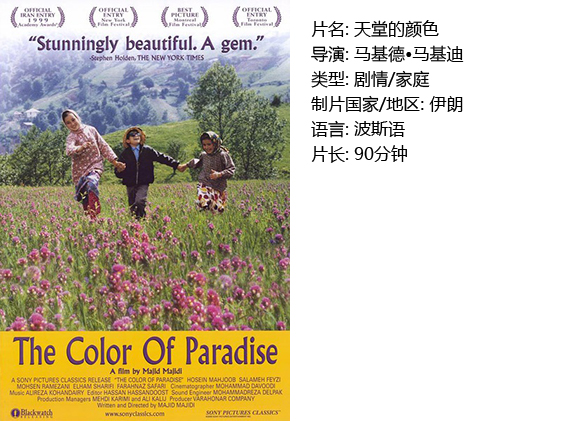 OFFICIAL
IRAN ENTRY
1999
Academy Awards
OFFICIAL
ENTRY
New York
Film Festival
BEST
PICTURE
Montreal
Film Festival
OFFICIAL
ENTRY
Toronto
Film Festival
"Stunningly beautiful. A gem."
-Stephen Holden, THE NEW YORK TIMES
The Color Of Paradise
A film by Majid Majidi
A SONY PICTURES CLASSICS RELEASE "THE COLOR OF PARADISE" HOSEIN MAHJOOB SALAMEH FEYZI
MOHSEN RAMEZANI ELHAM SHARIFI FARAHNAZ SAFARI Cinematographer MOHAMMAD DAVOODI
Music ALIREZA KOHANDAIRY Editor HASSAN HASSANDOOST Sound Engineer MOHAMMADREZA DELPAK
Production Managers MEHDI KARIMI and ALI KALIJ Producer VARAHONAR COMPANY
Written and Directed by MAJID MAJIDI
Blackwatch
www.sonyclassics.com
SONY PICTURES CLASSICS
片名: 天堂的颜色
导演: 马基德•马基迪
类型: 剧情/家庭
制片国家/地区: 伊朗
语言: 波斯语
片长: 90分钟